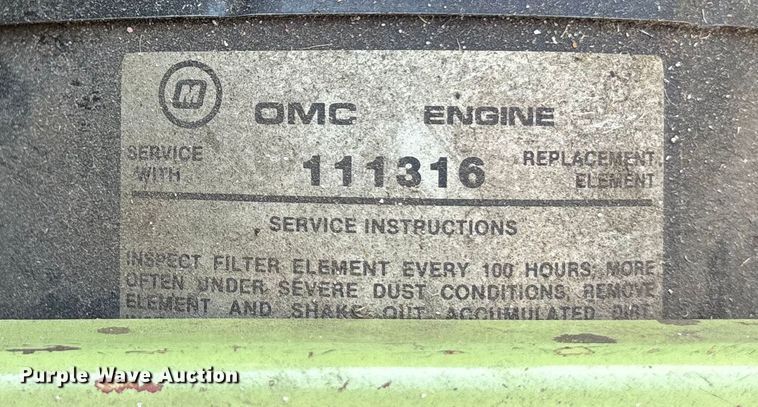 M OMC ENGINE
SERVICE WITH 111316 REPLACEMENT ELEMENT
SERVICE INSTRUCTIONS
INSPECT FILTER ELEMENT EVERY 100 HOURS; MORE
OFTEN UNDER SEVERE DUST CONDITIONS, REMOVE
ELEMENT AND SHAKE OUT ACCUMULATED DIRT.
Purple Wave Auction